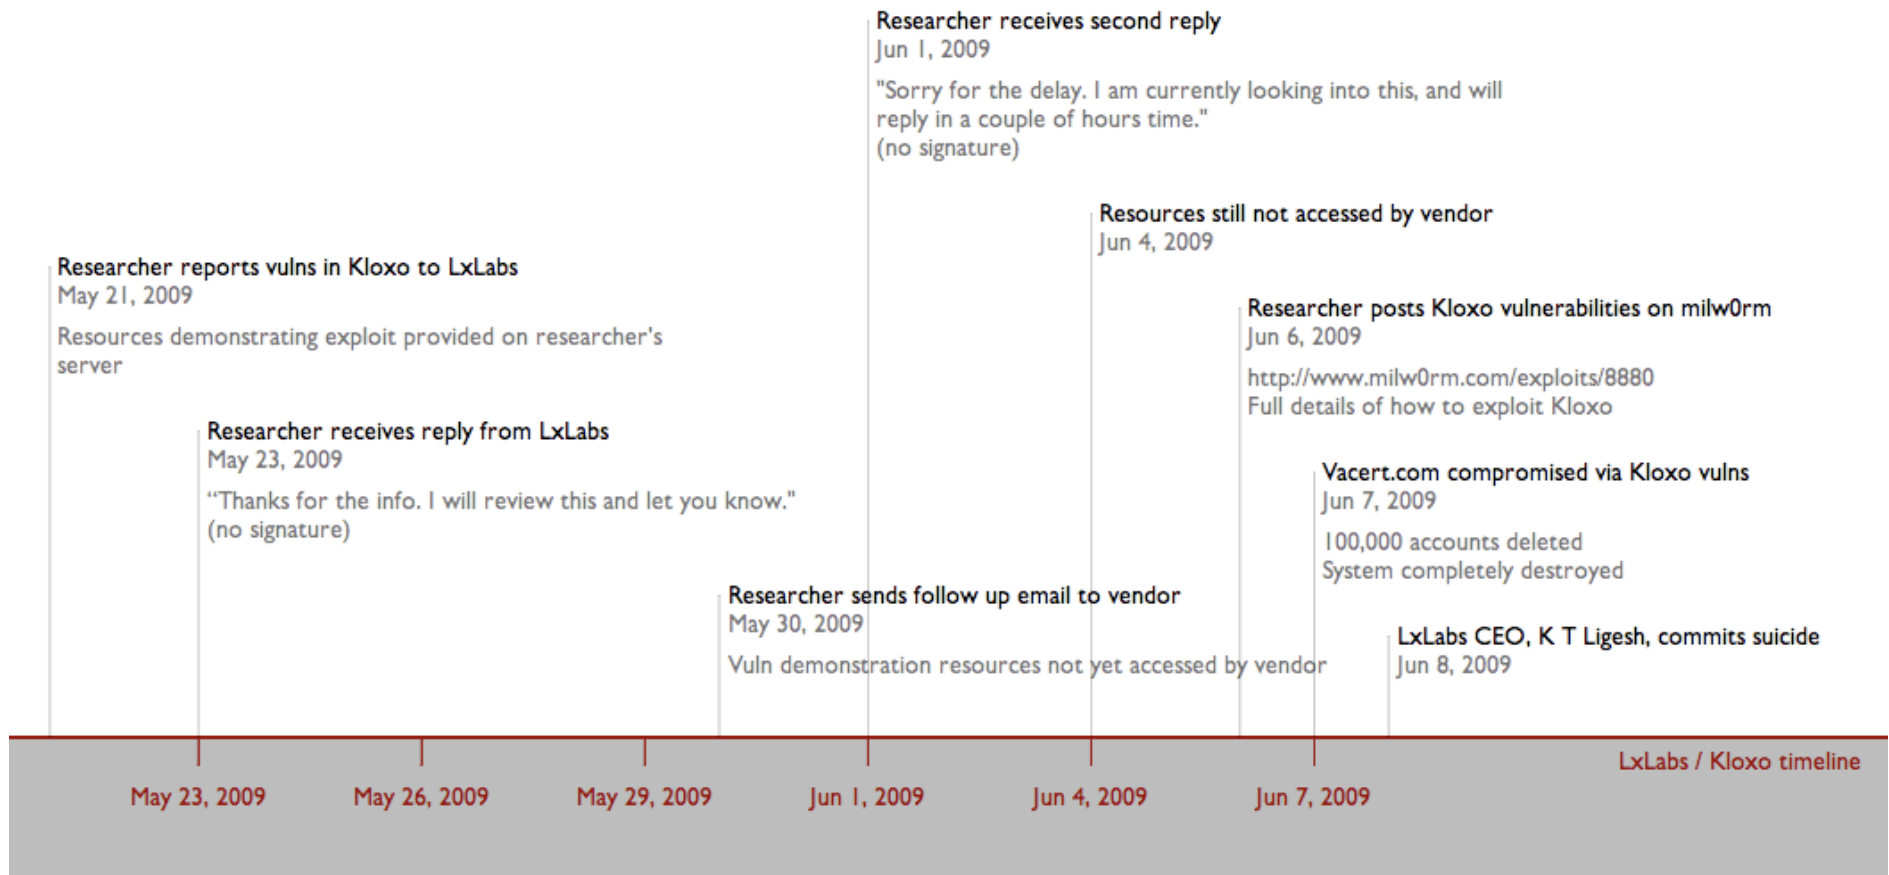 Researcher receives second reply
Jun 1, 2009
"Sorry for the delay. I am currently looking into this, and will
reply in a couple of hours time."
(no signature)
Resources still not accessed by vendor
Jun 4, 2009
Researcher reports vulns in Kloxo to LxLabs
May 21, 2009
Resources demonstrating exploit provided on researcher's
server
Researcher posts Kloxo vulnerabilities on milw0rm
Jun 6, 2009
http://www.milw0rm.com/exploits/8880
Full details of how to exploit Kloxo
Researcher receives reply from LxLabs
May 23, 2009
“Thanks for the info. I will review this and let you know."
(no signature)
Vacert.com compromised via Kloxo vulns
Jun 7, 2009
100,000 accounts deleted
System completely destroyed
Researcher sends follow up email to vendor
May 30, 2009
Vuln demonstration resources not yet accessed by vendor
LxLabs CEO, K T Ligesh, commits suicide
Jun 8, 2009
LxLabs / Kloxo timeline
May 23, 2009
May 26, 2009
May 29, 2009
Jun 1, 2009
Jun 4, 2009
Jun 7, 2009